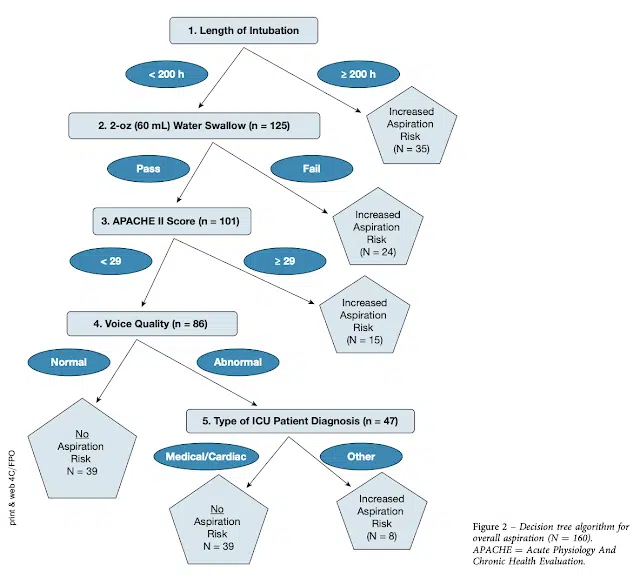 1. Length of Intubation
< 200 h
≥ 200 h
Increased
Aspiration
Risk
(N = 35)
2. 2-oz (60 mL) Water Swallow (n = 125)
Pass
Fail
Increased
Aspiration
Risk
(N = 24)
3. APACHE II Score (n = 101)
< 29
≥ 29
Increased
Aspiration
Risk
(N = 15)
4. Voice Quality (n = 86)
Normal
Abnormal
No
Aspiration
Risk
N = 39
5. Type of ICU Patient Diagnosis (n = 47)
Medical/Cardiac
Other
No
Aspiration
Risk
N = 39
Increased
Aspiration
Risk
(N = 8)
print & web 4C/FPO
Figure 2 – Decision tree algorithm for
overall aspiration (N = 160).
APACHE = Acute Physiology And
Chronic Health Evaluation.